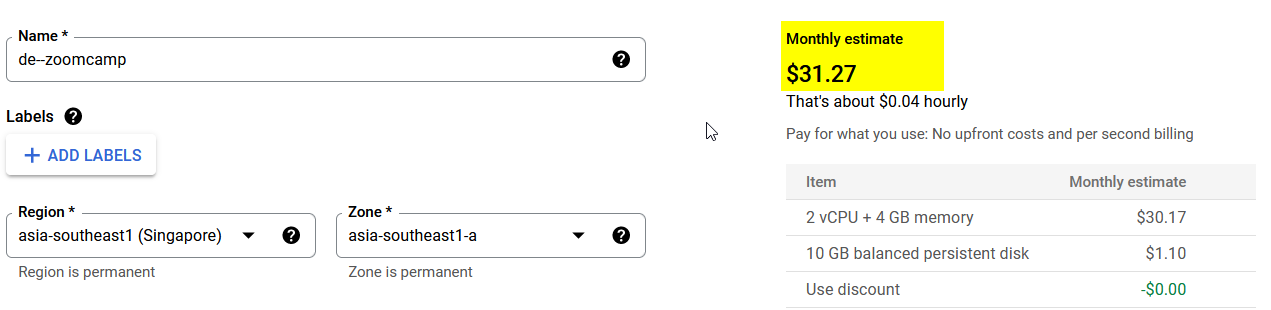 Name *
de--zoomcamp
Labels
ADD LABELS
Region *
asia-southeast1 (Singapore)
Region is permanent
Zone *
asia-southeast1-a
Zone is permanent
Monthly estimate
$31.27
That's about $0.04 hourly
Pay for what you use: No upfront costs and per second billing
Item Monthly estimate
2 vCPU + 4 GB memory $30.17
10 GB balanced persistent disk $1.10
Use discount -$0.00